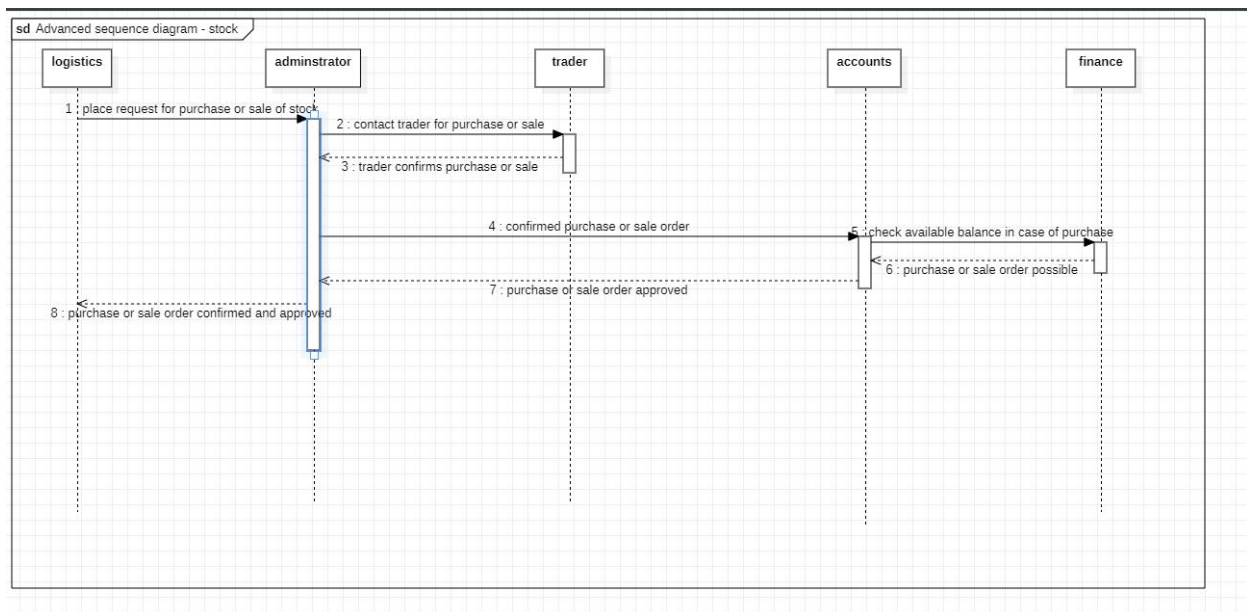 sd Advanced sequence diagram - stock
logistics
adminstrator
trader
accounts
finance
1 : place request for purchase or sale of stock
2 : contact trader for purchase or sale
3 : trader confirms purchase or sale
4 : confirmed purchase or sale order
5 : check available balance in case of purchase
6 : purchase or sale order possible
7 : purchase or sale order approved
8 : purchase or sale order confirmed and approved